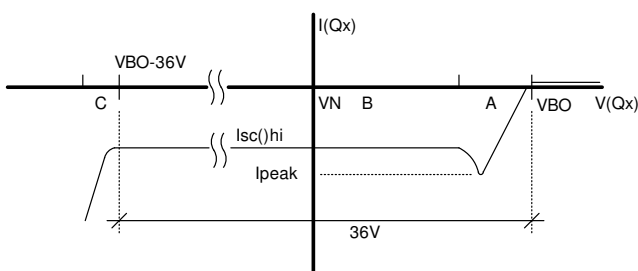 I(Qx)
VBO-36V
C
VN
B
A
VBO
V(Qx)
Isc()hi
Ipeak
36V